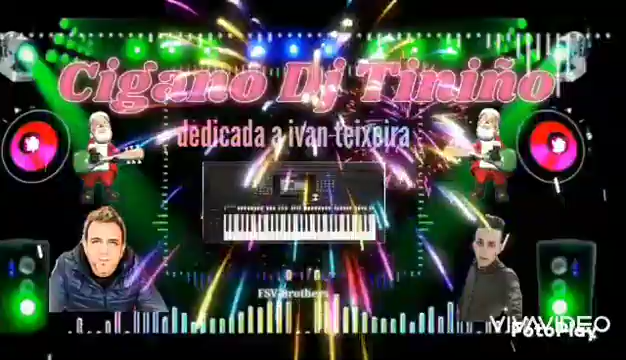 Cigano Dj Tiriño
dedicada a ivan teixeira
FSV Brothers
VIVAVIDEO
FotoPlay